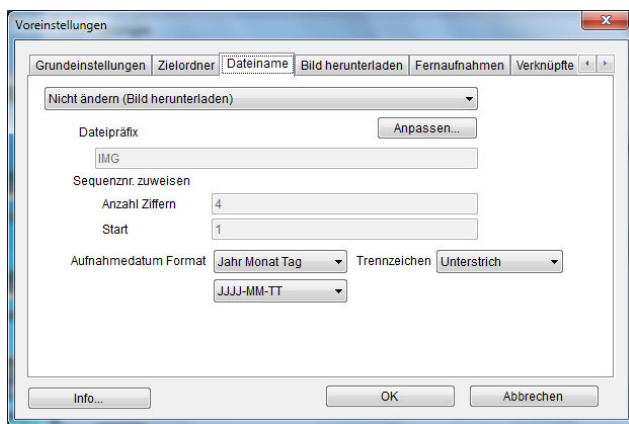 Voreinstellungen
Grundeinstellungen Zielordner Dateiname Bild herunterladen Fernaufnahmen Verknüpfte
Nicht ändern (Bild herunterladen)
Dateipräfix Anpassen...
IMG
Sequenznr. zuweisen
Anzahl Ziffern 4
Start 1
Aufnahmedatum Format Jahr Monat Tag Trennzeichen Unterstrich
JJJJ-MM-TT
Info... OK Abbrechen